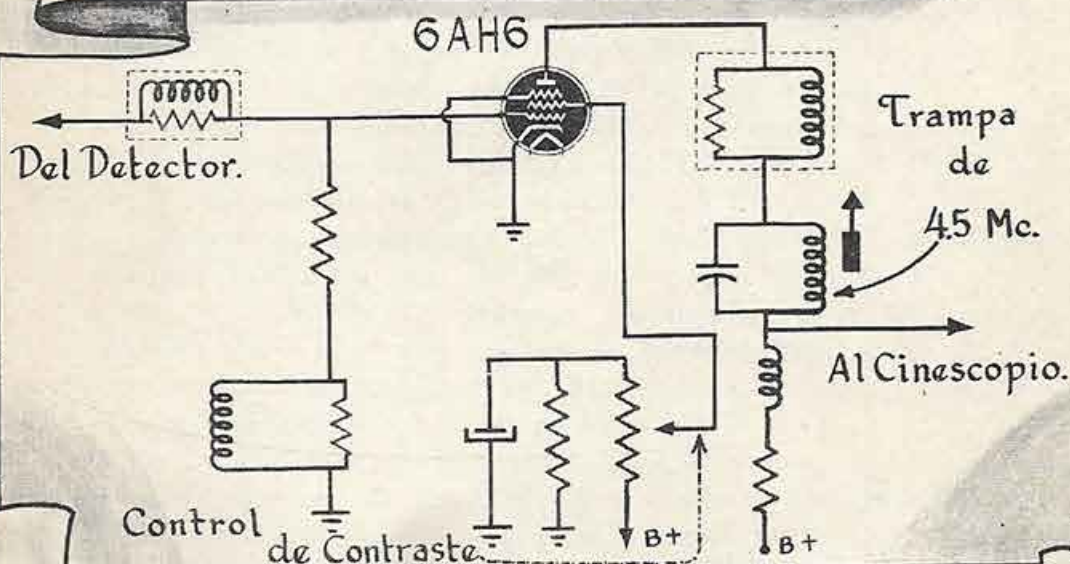 6AH6
Del Detector.
Trampa
de
4.5 Mc.
Al Cinescopio.
Control
de Contraste.
B+
B+